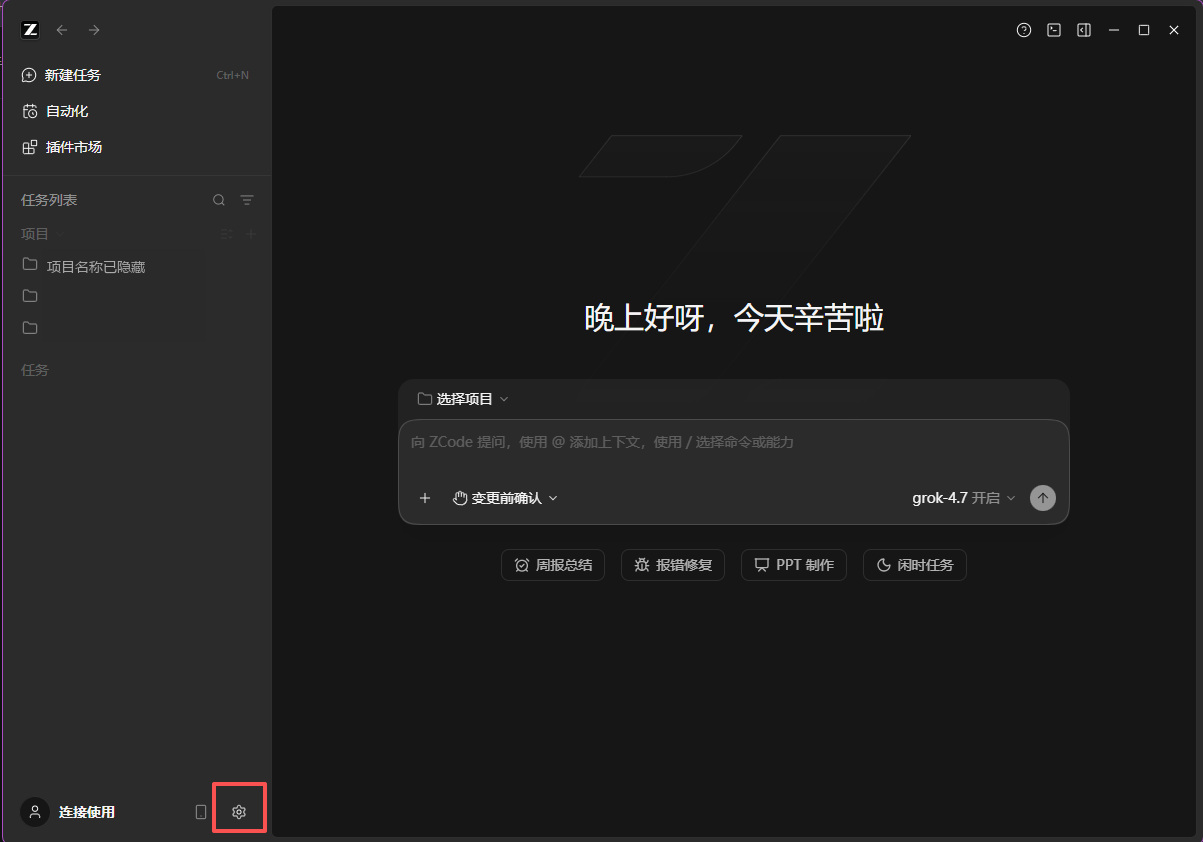 Z
新建任务 Ctrl+N
自动化
插件市场
任务列表
项目
项目名称已隐藏
任务
晚上好呀，今天辛苦啦
选择项目
向 ZCode 提问，使用 @ 添加上下文，使用 / 选择命令或能力
变更前确认 grok-4.7 开启
周报总结 报错修复 PPT 制作 闲时任务
连接使用